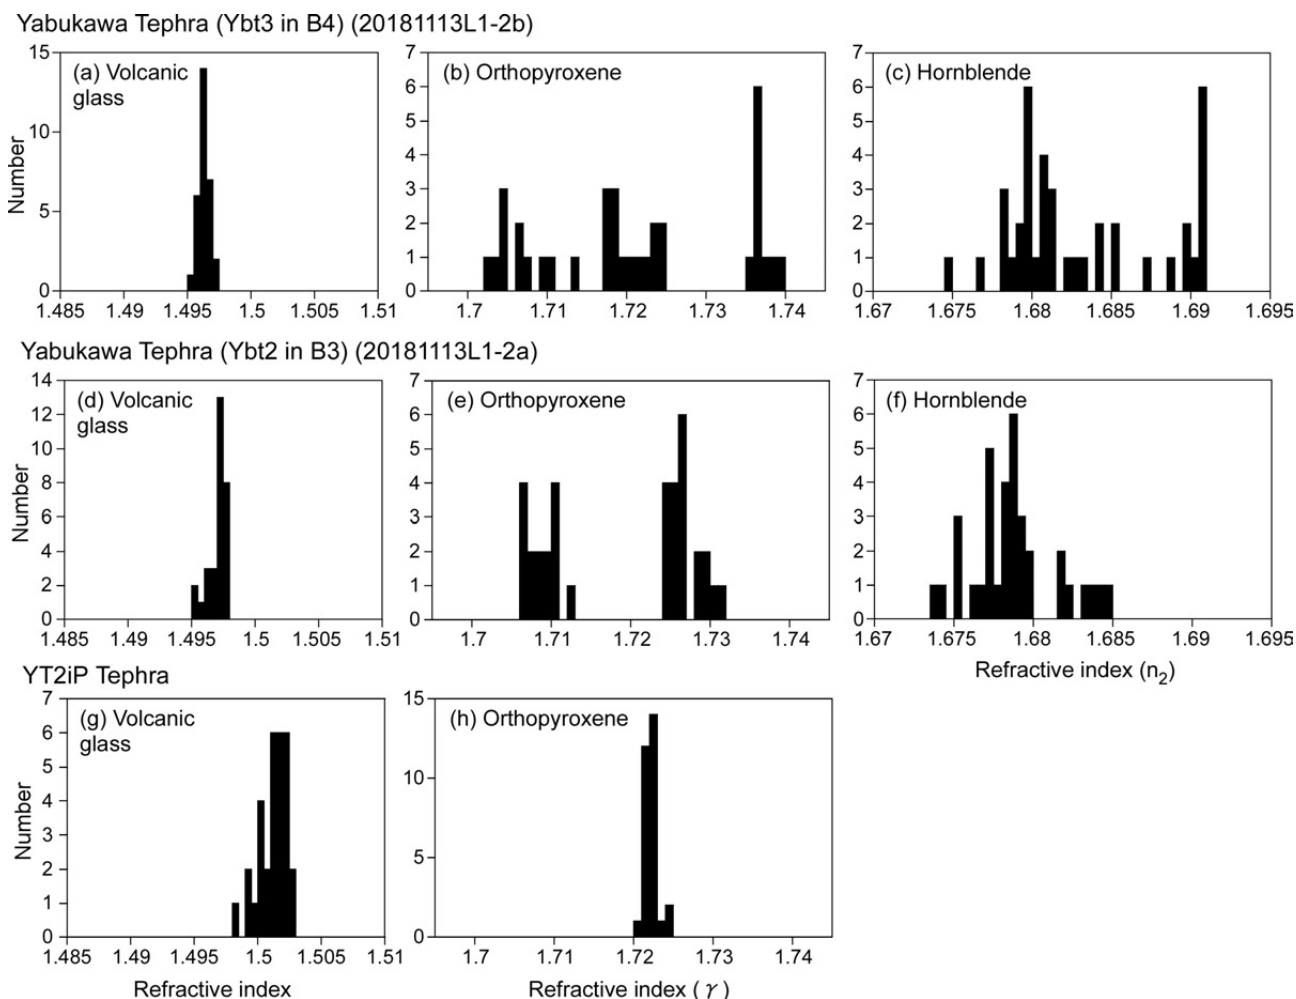 Yabukawa Tephra (Ybt3 in B4) (20181113L1-2b)
(a) Volcanic
glass
Number
15
10
5
0
1.485 1.49 1.495 1.5 1.505 1.51
(b) Orthopyroxene
7
6
5
4
3
2
1
0
1.7 1.71 1.72 1.73 1.74
(c) Hornblende
7
6
5
4
3
2
1
0
1.67 1.675 1.68 1.685 1.69 1.695
Yabukawa Tephra (Ybt2 in B3) (20181113L1-2a)
(d) Volcanic
glass
Number
14
12
10
8
6
4
2
0
1.485 1.49 1.495 1.5 1.505 1.51
(e) Orthopyroxene
7
6
5
4
3
2
1
0
1.7 1.71 1.72 1.73 1.74
(f) Hornblende
7
6
5
4
3
2
1
0
1.67 1.675 1.68 1.685 1.69 1.695
Refractive index (n₂)
YT2iP Tephra
(g) Volcanic
glass
Number
7
6
5
4
3
2
1
0
1.485 1.49 1.495 1.5 1.505 1.51
Refractive index
(h) Orthopyroxene
15
10
5
0
1.7 1.71 1.72 1.73 1.74
Refractive index (γ)